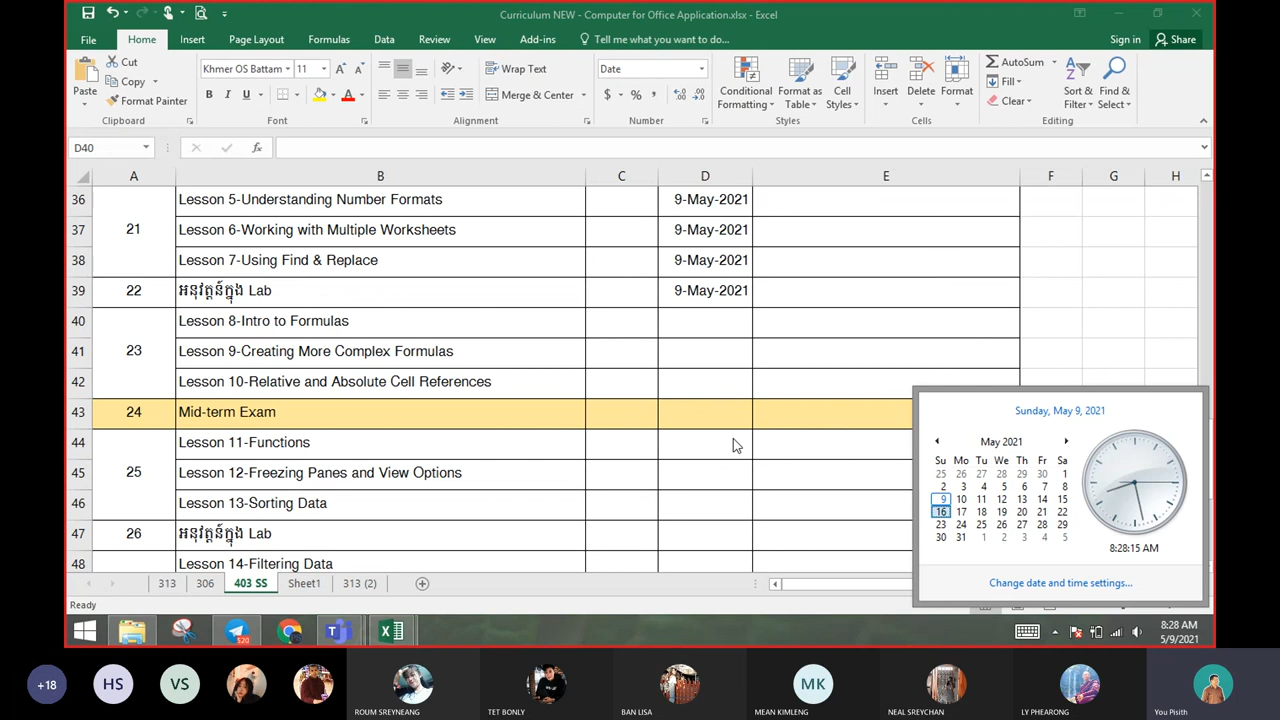 Curriculum NEW - Computer for Office Application.xlsx - Excel
File Home Insert Page Layout Formulas Data Review View Add-ins Tell me what you want to do... Sign in Share
Cut
Copy
Format Painter
Paste
Clipboard
Khmer OS Battam 11
B I U
Font
Wrap Text
Merge & Center
Alignment
Date
$ %
Number
Conditional Formatting
Format as Table
Cell Styles
Styles
Insert Delete Format
Cells
AutoSum
Fill
Clear
Sort & Filter
Find & Select
Editing
D40 fx
A B C D E F G H
36 Lesson 5-Understanding Number Formats 9-May-2021
21
37 Lesson 6-Working with Multiple Worksheets 9-May-2021
38 Lesson 7-Using Find & Replace 9-May-2021
39 22 អនុវត្តន៍ក្នុង Lab 9-May-2021
40 Lesson 8-Intro to Formulas
41 23 Lesson 9-Creating More Complex Formulas
42 Lesson 10-Relative and Absolute Cell References
43 24 Mid-term Exam
44 Lesson 11-Functions
45 25 Lesson 12-Freezing Panes and View Options
46 Lesson 13-Sorting Data
47 26 អនុវត្តន៍ក្នុង Lab
48 Lesson 14-Filtering Data
Sunday, May 9, 2021
May 2021
Su Mo Tu We Th Fr Sa
25 26 27 28 29 30 1
2 3 4 5 6 7 8
9 10 11 12 13 14 15
16 17 18 19 20 21 22
23 24 25 26 27 28 29
30 31 1 2 3 4 5
8:28:15 AM
Change date and time settings...
313 306 403 SS Sheet1 313 (2)
Ready
520
8:28 AM
5/9/2021
+18 HS VS MK
ROUM SREYNEANG TET BONLY BAN LISA MEAN KIMLENG NEAL SREYCHAN LY PHEARONG You Pisith